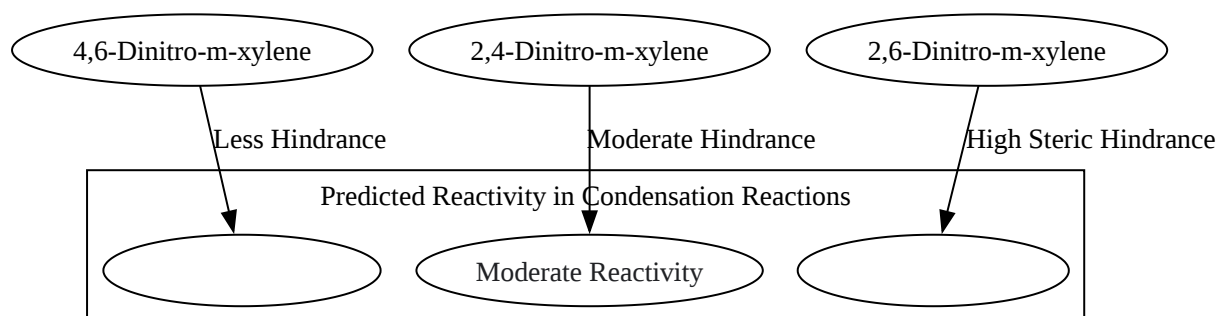 4,6-Dinitro-m-xylene
2,4-Dinitro-m-xylene
2,6-Dinitro-m-xylene
Less Hindrance
Moderate Hindrance
High Steric Hindrance
Predicted Reactivity in Condensation Reactions
Moderate Reactivity